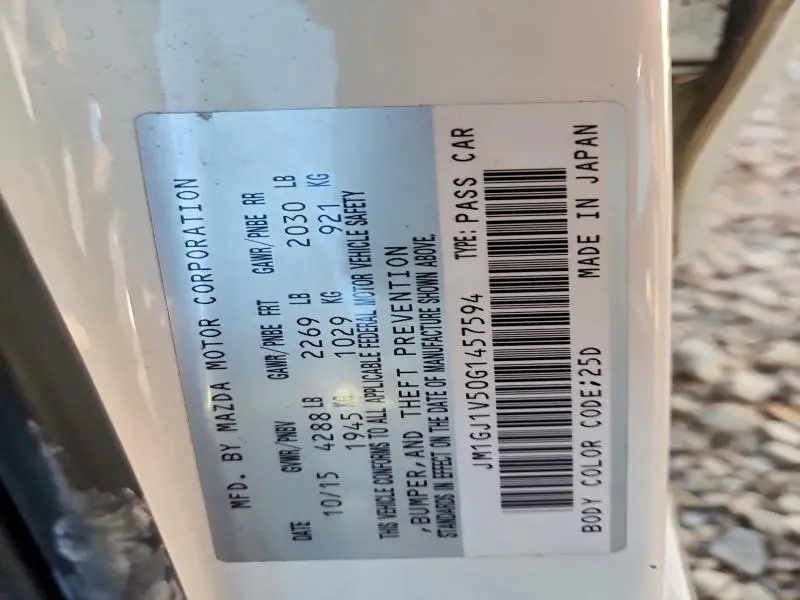 MFD. BY MAZDA MOTOR CORPORATION
DATE GVWR/PNBV GAWR/PNBE FRT GAWR/PNBE RR
10/15 4288 LB 2269 LB 2030 LB
1945 KG 1029 KG 921 KG
THIS VEHICLE CONFORMS TO ALL APPLICABLE FEDERAL MOTOR VEHICLE SAFETY
,BUMPER,AND THEFT PREVENTION
STANDARDS IN EFFECT ON THE DATE OF MANUFACTURE SHOWN ABOVE.
JM1GJ1V50G1457594 TYPE: PASS CAR
BODY COLOR CODE;25D MADE IN JAPAN